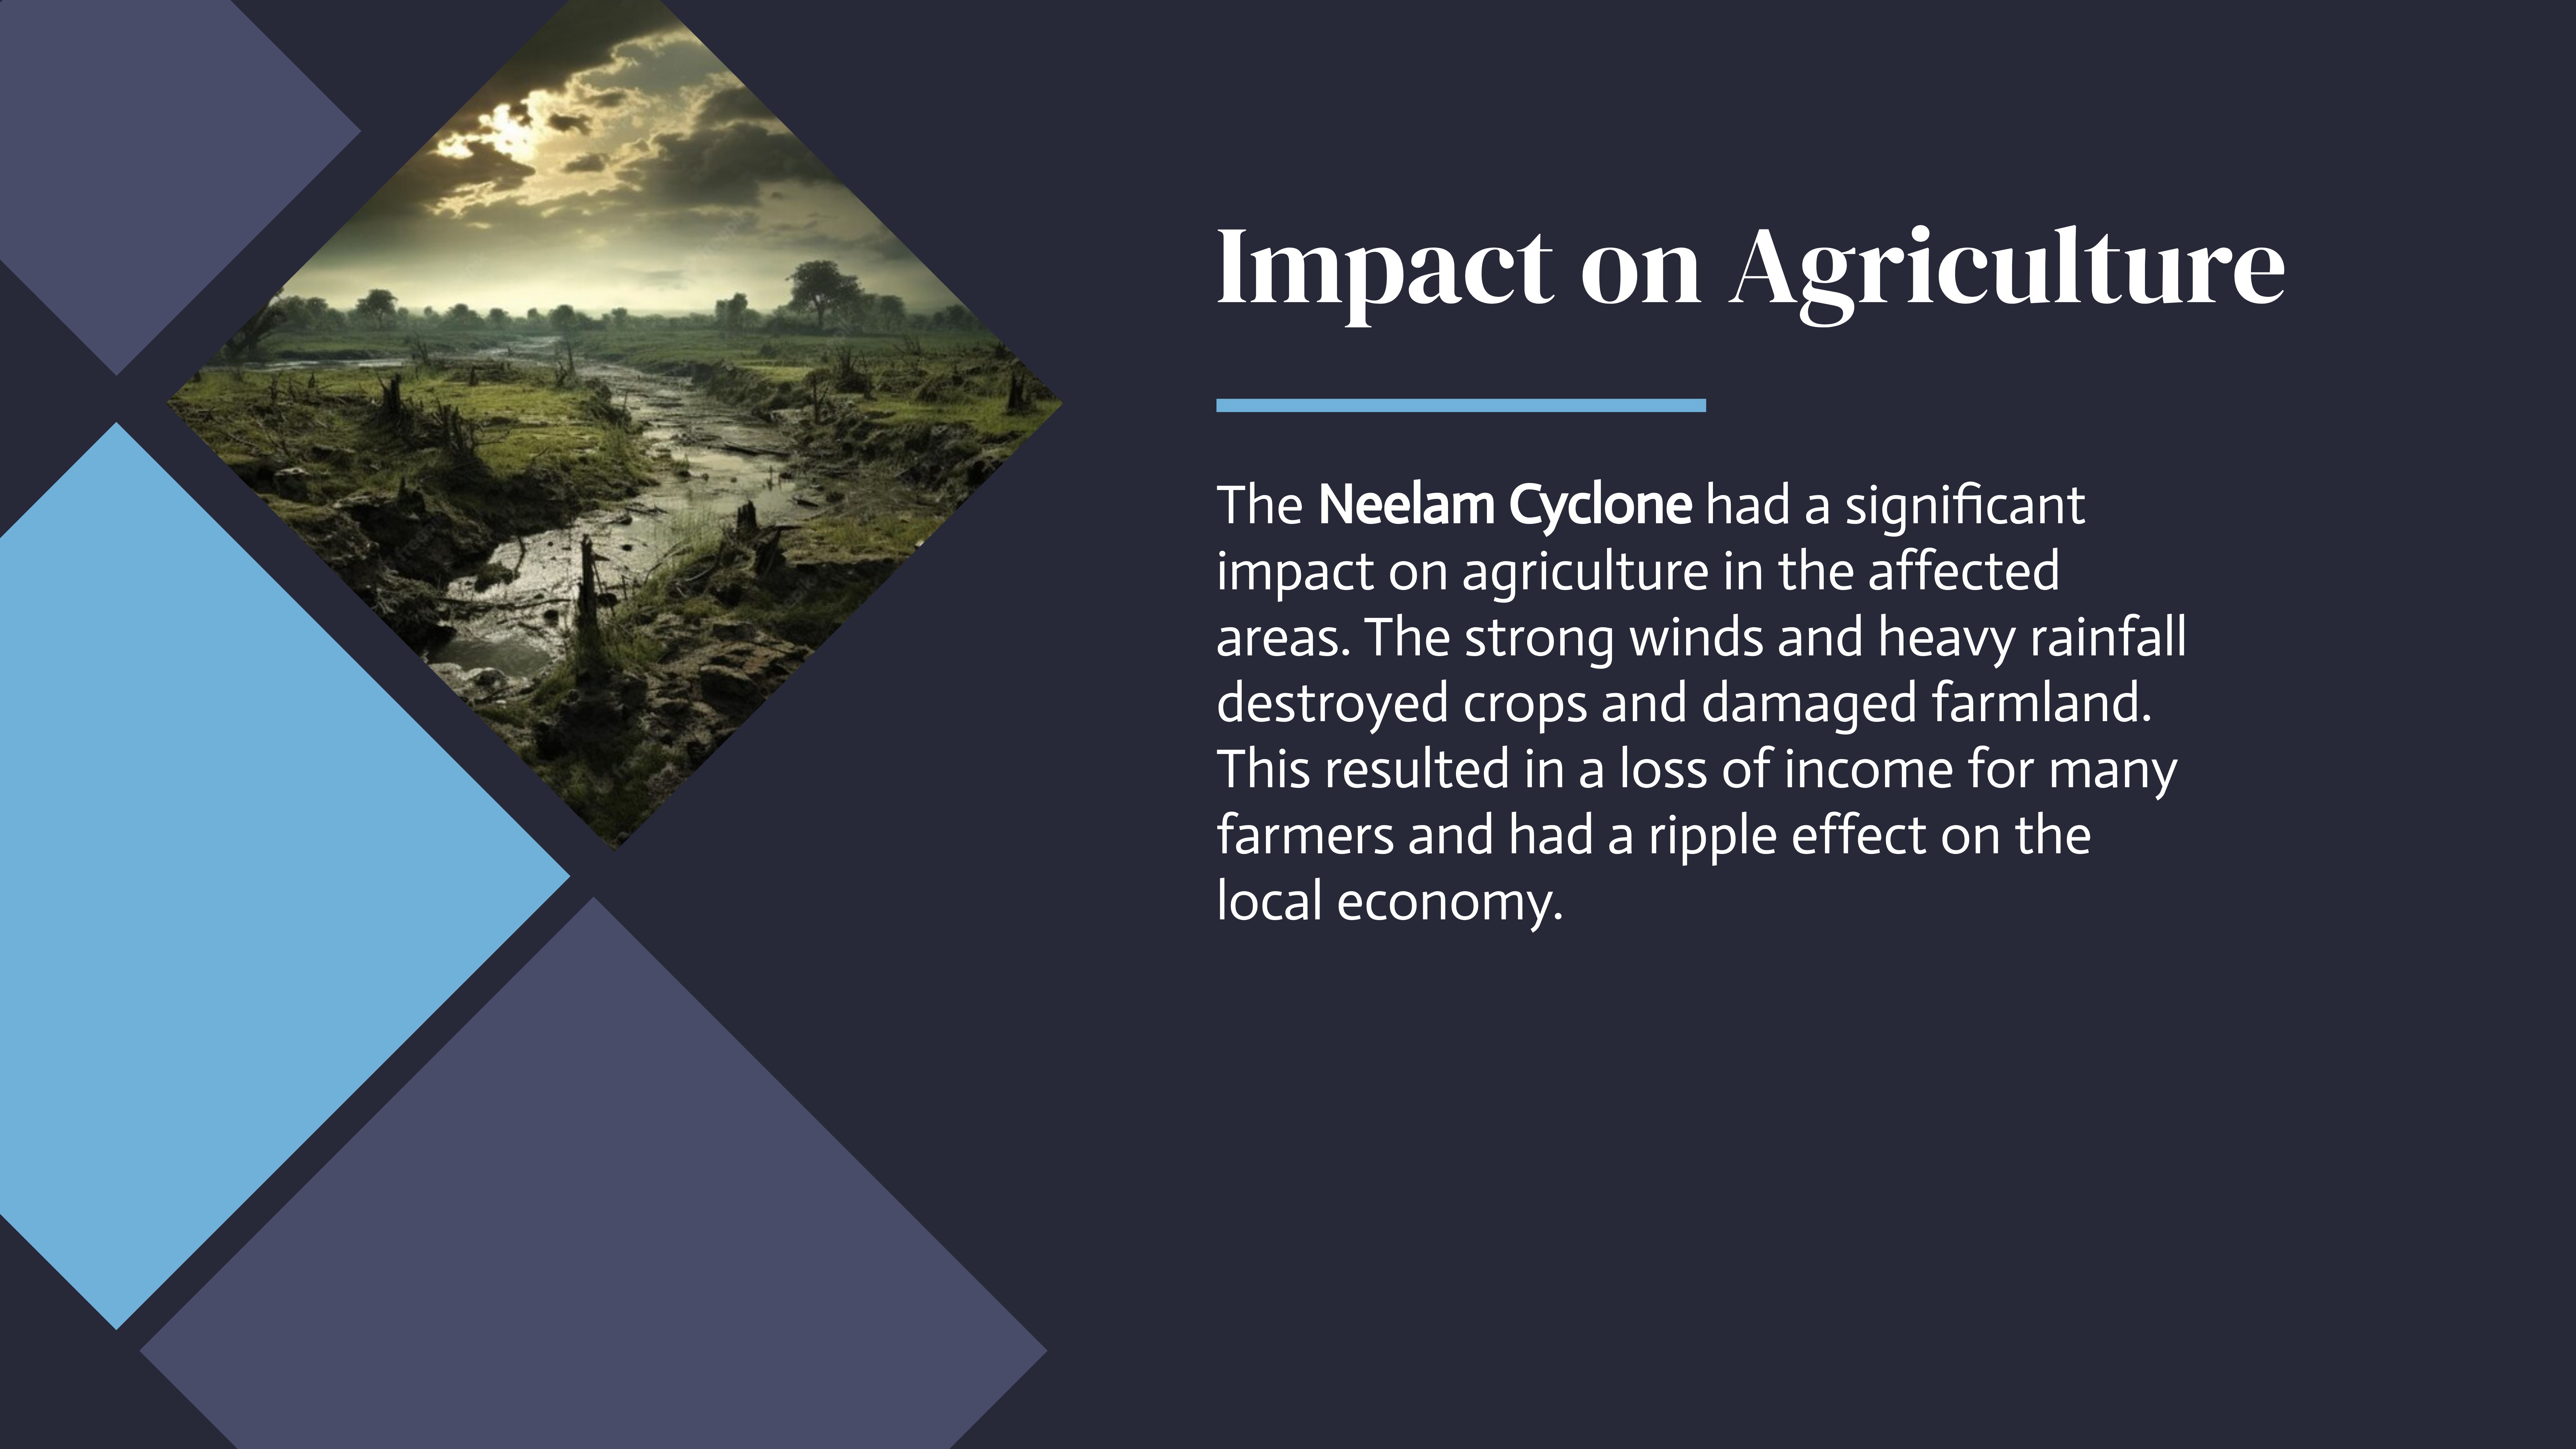 Impact on Agriculture
The Neelam Cyclone had a significant
impact on agriculture in the affected
areas. The strong winds and heavy rainfall
destroyed crops and damaged farmland.
This resulted in a loss of income for many
farmers and had a ripple effect on the
local economy.